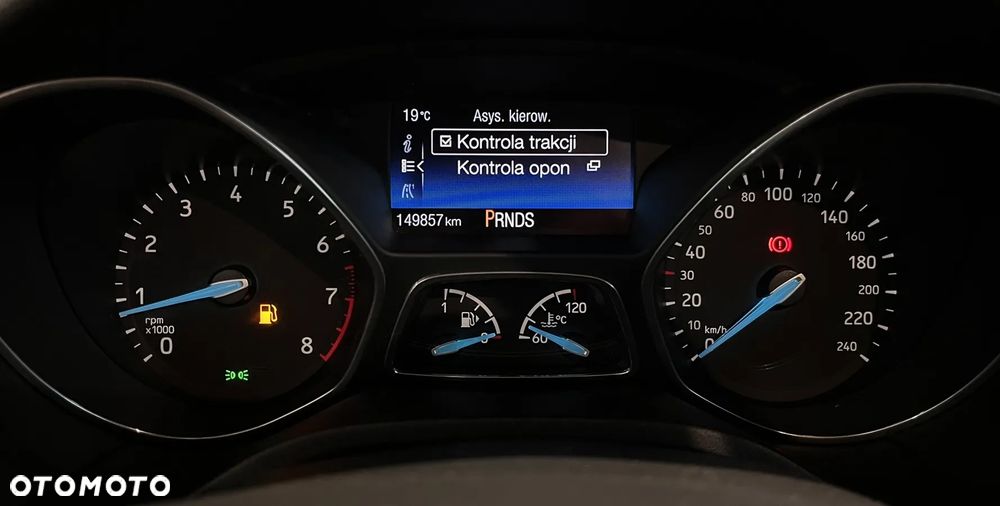 19°C Asys. kierow.
Kontrola trakcji
Kontrola opon
149857 km PRNDS
0 1 2 3 4 5 6 7 8
rpm
x1000
1 0
60 120
°C
0 10 20 30 40 50 60 80 100 120 140 160 180 200 220 240
km/h
OTOMOTO